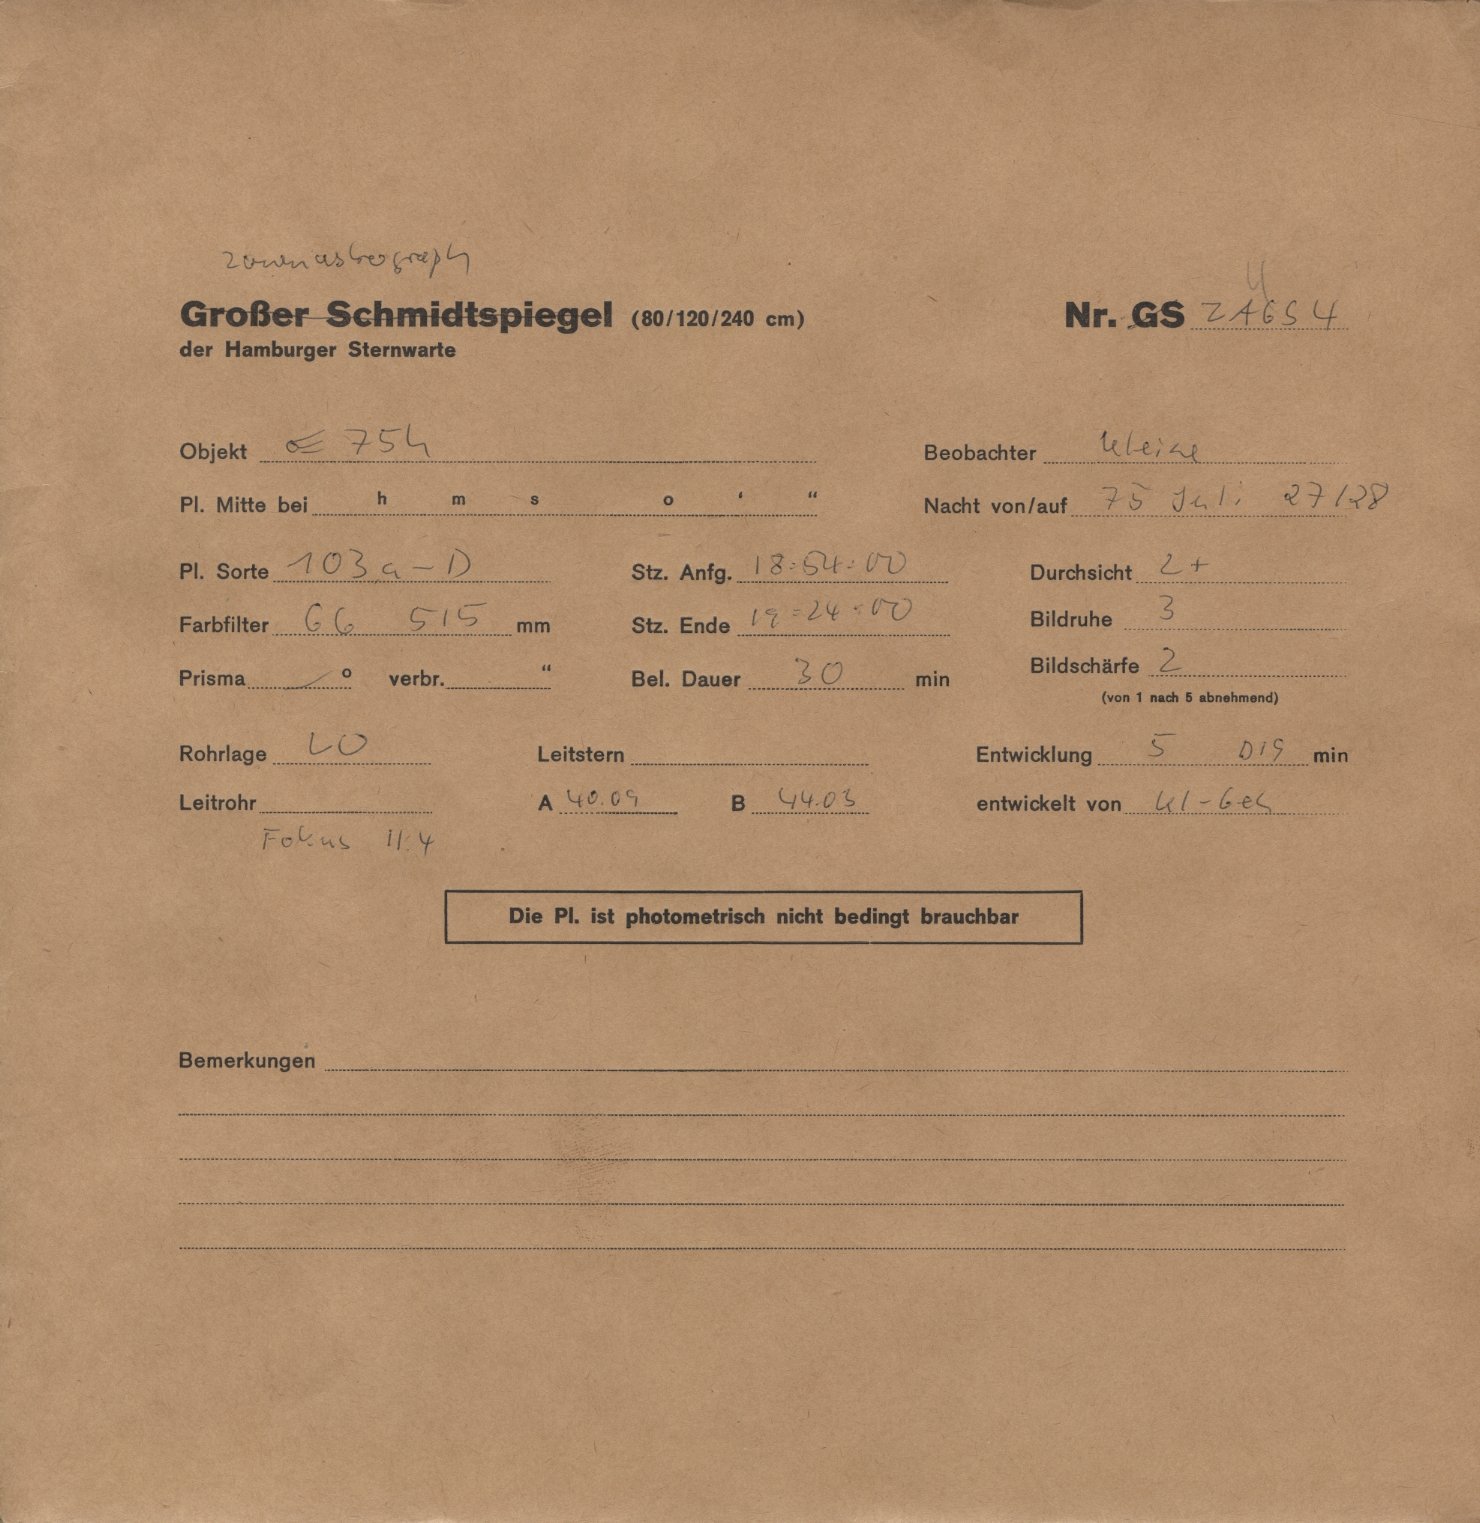 Zonenastrograph
Großer Schmidtspiegel (80/120/240 cm) Nr. GS ZA654
der Hamburger Sternwarte
Objekt 75h Beobachter Kleine
Pl. Mitte bei h m s o ‘ “ Nacht von/auf 75 Juli 27/28
Pl. Sorte 103a-D Stz. Anfg. 18:54:00 Durchsicht 2+
Farbfilter GG 515 mm Stz. Ende 19:24:00 Bildruhe 3
Prisma o verbr. “ Bel. Dauer 30 min Bildschärfe 2
(von 1 nach 5 abnehmend)
Rohrlage LO Leitstern Entwicklung 5 D19 min
Leitrohr A 40.09 B 44.03 entwickelt von
Fokus 11.4
Die Pl. ist photometrisch nicht bedingt brauchbar
Bemerkungen